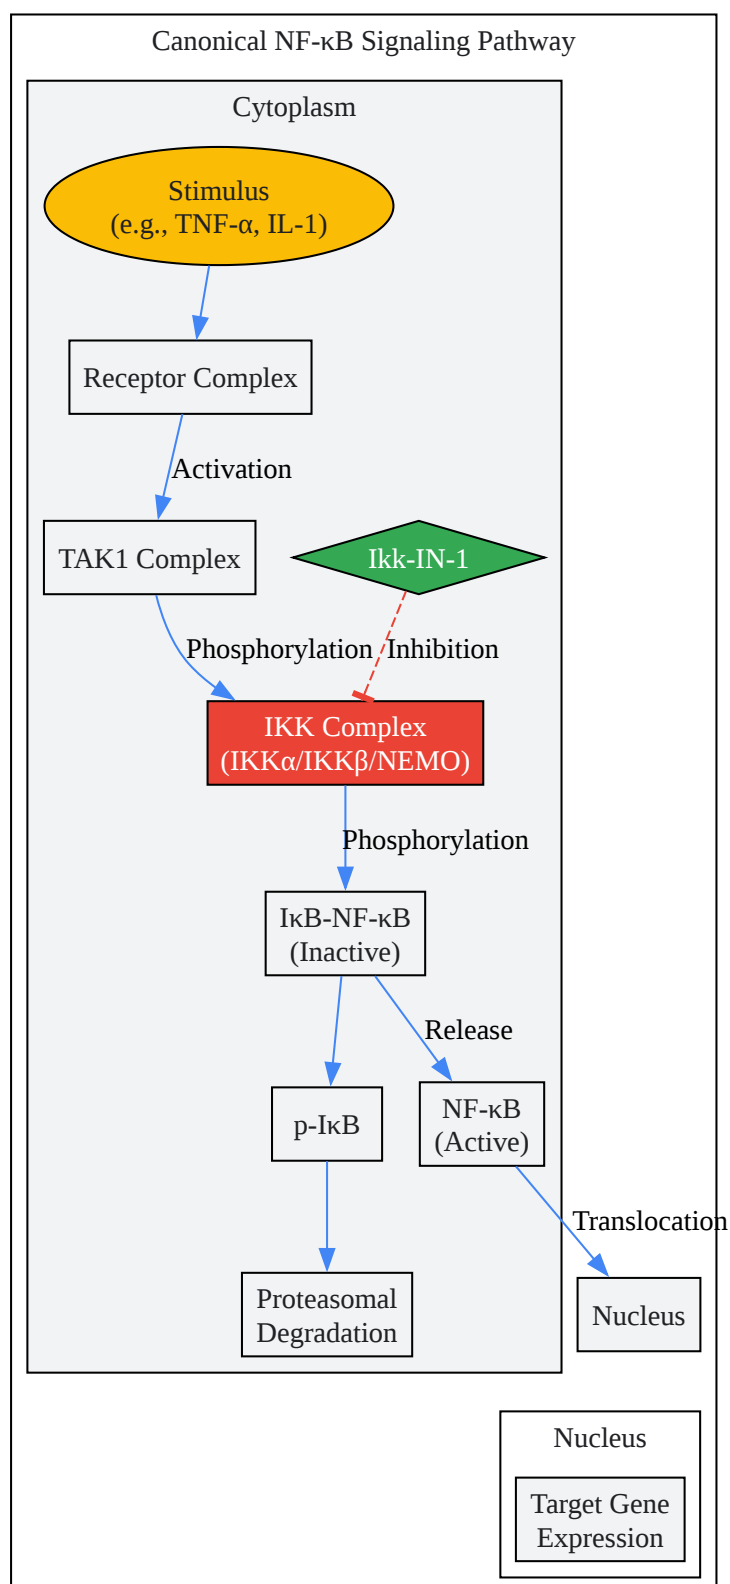 Canonical NF-κB Signaling Pathway
Cytoplasm
Stimulus
(e.g., TNF-α, IL-1)
Receptor Complex
Activation
TAK1 Complex
Ikk-IN-1
Phosphorylation
Inhibition
IKK Complex
(IKKα/IKKβ/NEMO)
Phosphorylation
IκB-NF-κB
(Inactive)
Release
p-IκB
NF-κB
(Active)
Translocation
Proteasomal
Degradation
Nucleus
Nucleus
Target Gene
Expression